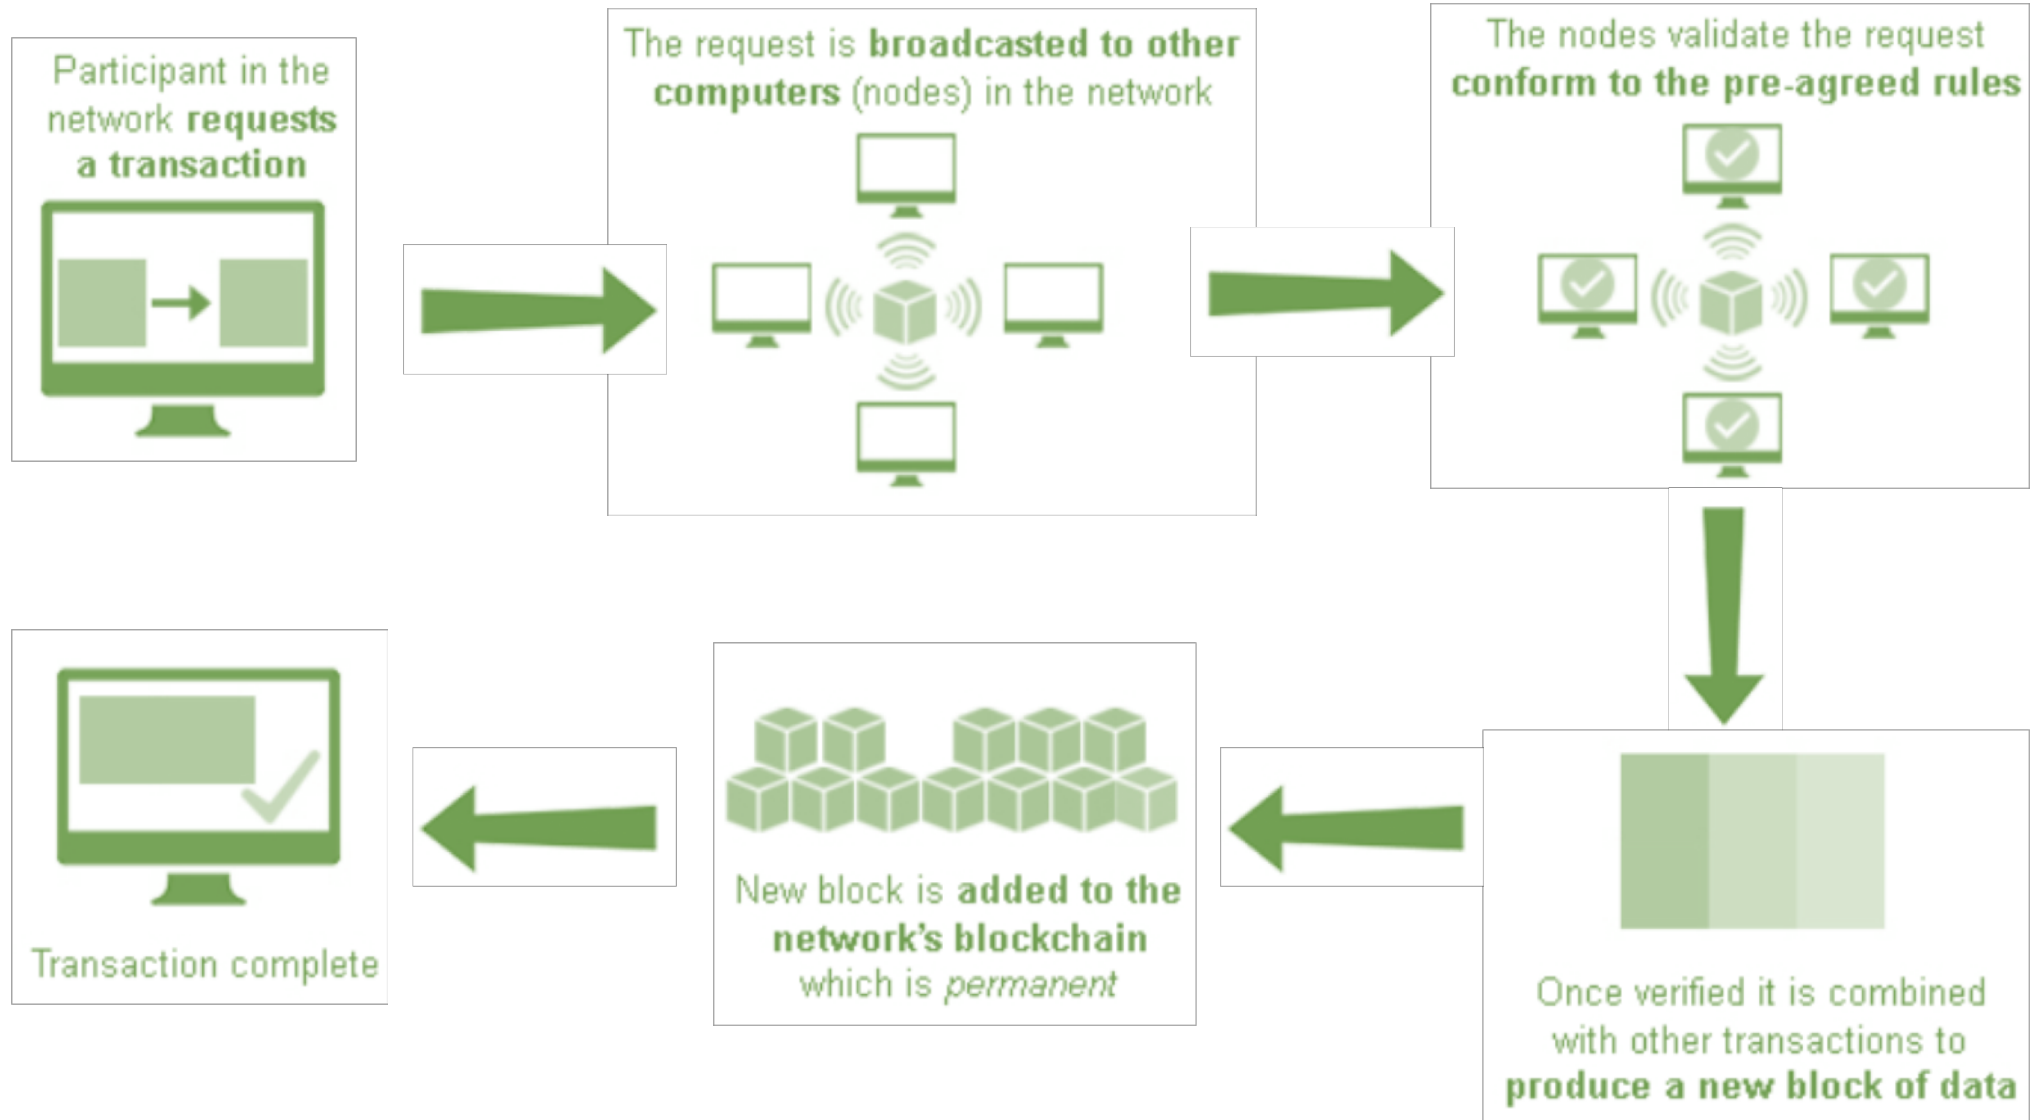 Participant in the
network requests
a transaction
The request is broadcasted to other
computers (nodes) in the network
The nodes validate the request
conform to the pre-agreed rules
Once verified it is combined
with other transactions to
produce a new block of data
New block is added to the
network's blockchain
which is permanent
Transaction complete